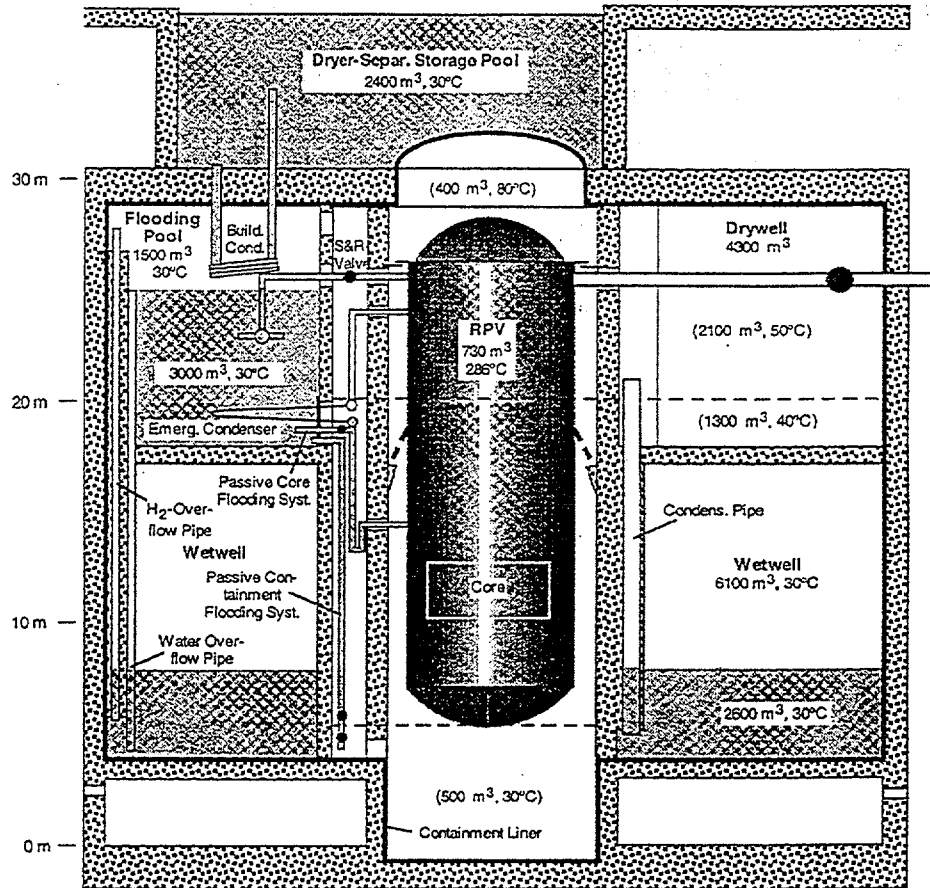 Dryer-Separ. Storage Pool
2400 m³, 30°C
30 m
(400 m³, 80°C)
Flooding
Pool
1500 m³
30°C
Build.
Cond.
S&R
Valve
Drywell
4300 m³
RPV
730 m³
286°C
(2100 m³, 50°C)
3000 m³, 30°C
20 m
(1300 m³, 40°C)
Emerg. Condenser
Passive Core
Flooding Syst.
H₂-Over-
flow Pipe
Condens. Pipe
Wetwell
Wetwell
6100 m³, 30°C
Passive Con-
tainment
Flooding Syst.
Core
10 m
Water Over-
flow Pipe
2600 m³, 30°C
(500 m³, 30°C)
Containment Liner
0 m